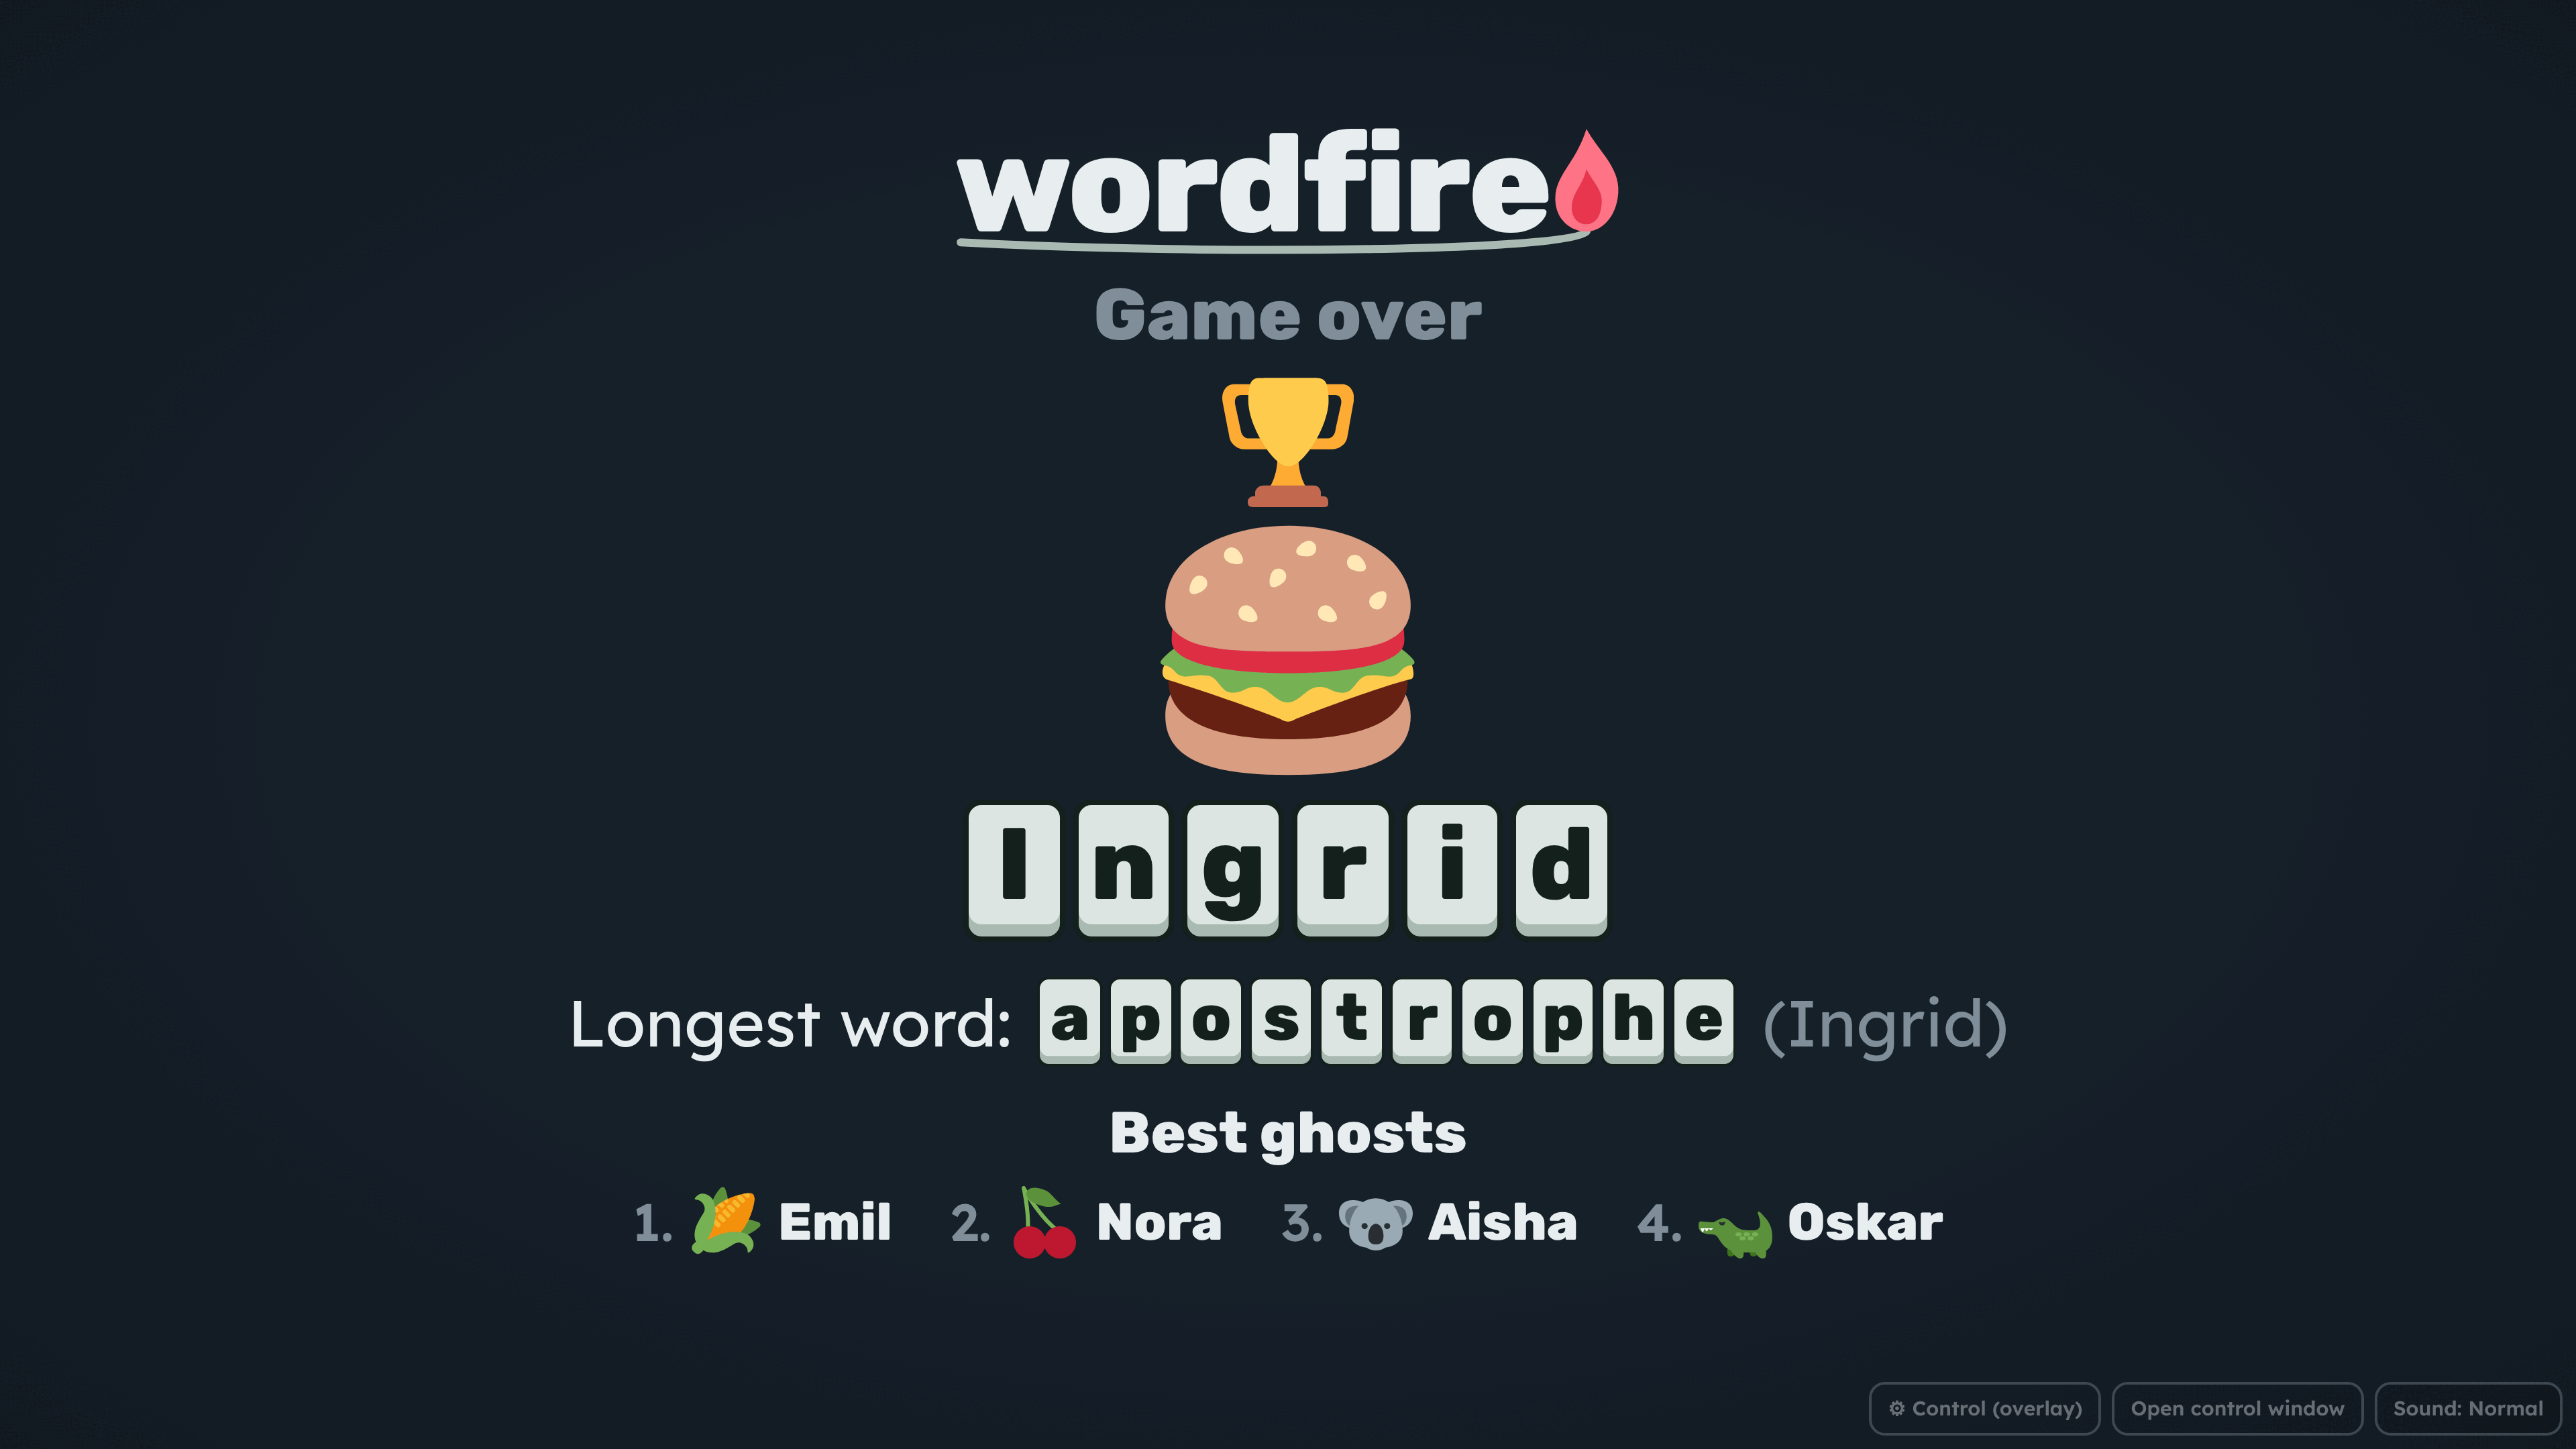 wordfire
Game over
Ingrid
Longest word: apostrophe (Ingrid)
Best ghosts
1. Emil 2. Nora 3. Aisha 4. Oskar
⚙ Control (overlay) Open control window Sound: Normal